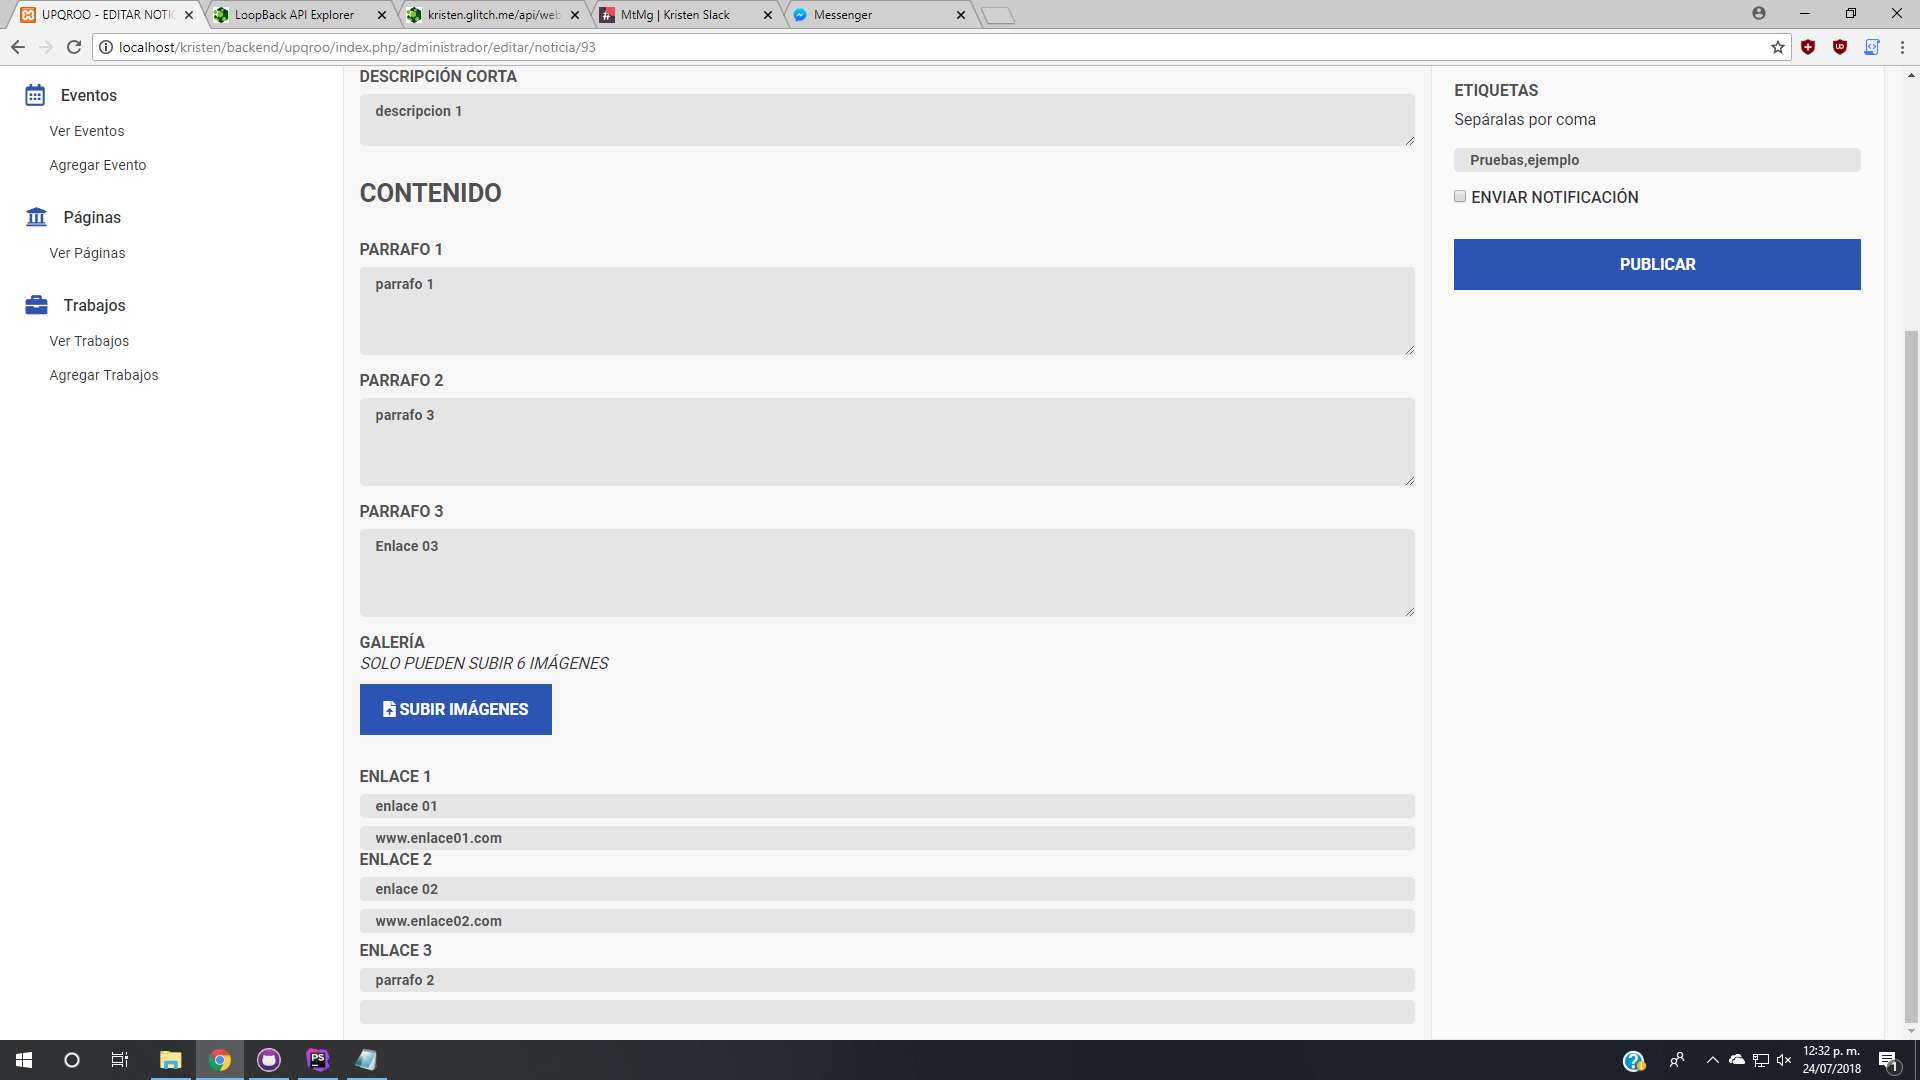 UPQROO - EDITAR NOTIC
LoopBack API Explorer
kristen.glitch.me/api/web
MtMg | Kristen Slack
Messenger
localhost/kristen/backend/upqroo/index.php/administrador/editar/noticia/93
Eventos
Ver Eventos
Agregar Evento
Páginas
Ver Páginas
Trabajos
Ver Trabajos
Agregar Trabajos
DESCRIPCIÓN CORTA
descripcion 1
CONTENIDO
PARRAFO 1
parrafo 1
PARRAFO 2
parrafo 3
PARRAFO 3
Enlace 03
GALERÍA
SOLO PUEDEN SUBIR 6 IMÁGENES
SUBIR IMÁGENES
ENLACE 1
enlace 01
www.enlace01.com
ENLACE 2
enlace 02
www.enlace02.com
ENLACE 3
parrafo 2
ETIQUETAS
Sepáralas por coma
Pruebas,ejemplo
ENVIAR NOTIFICACIÓN
PUBLICAR
12:32 p. m.
24/07/2018
1